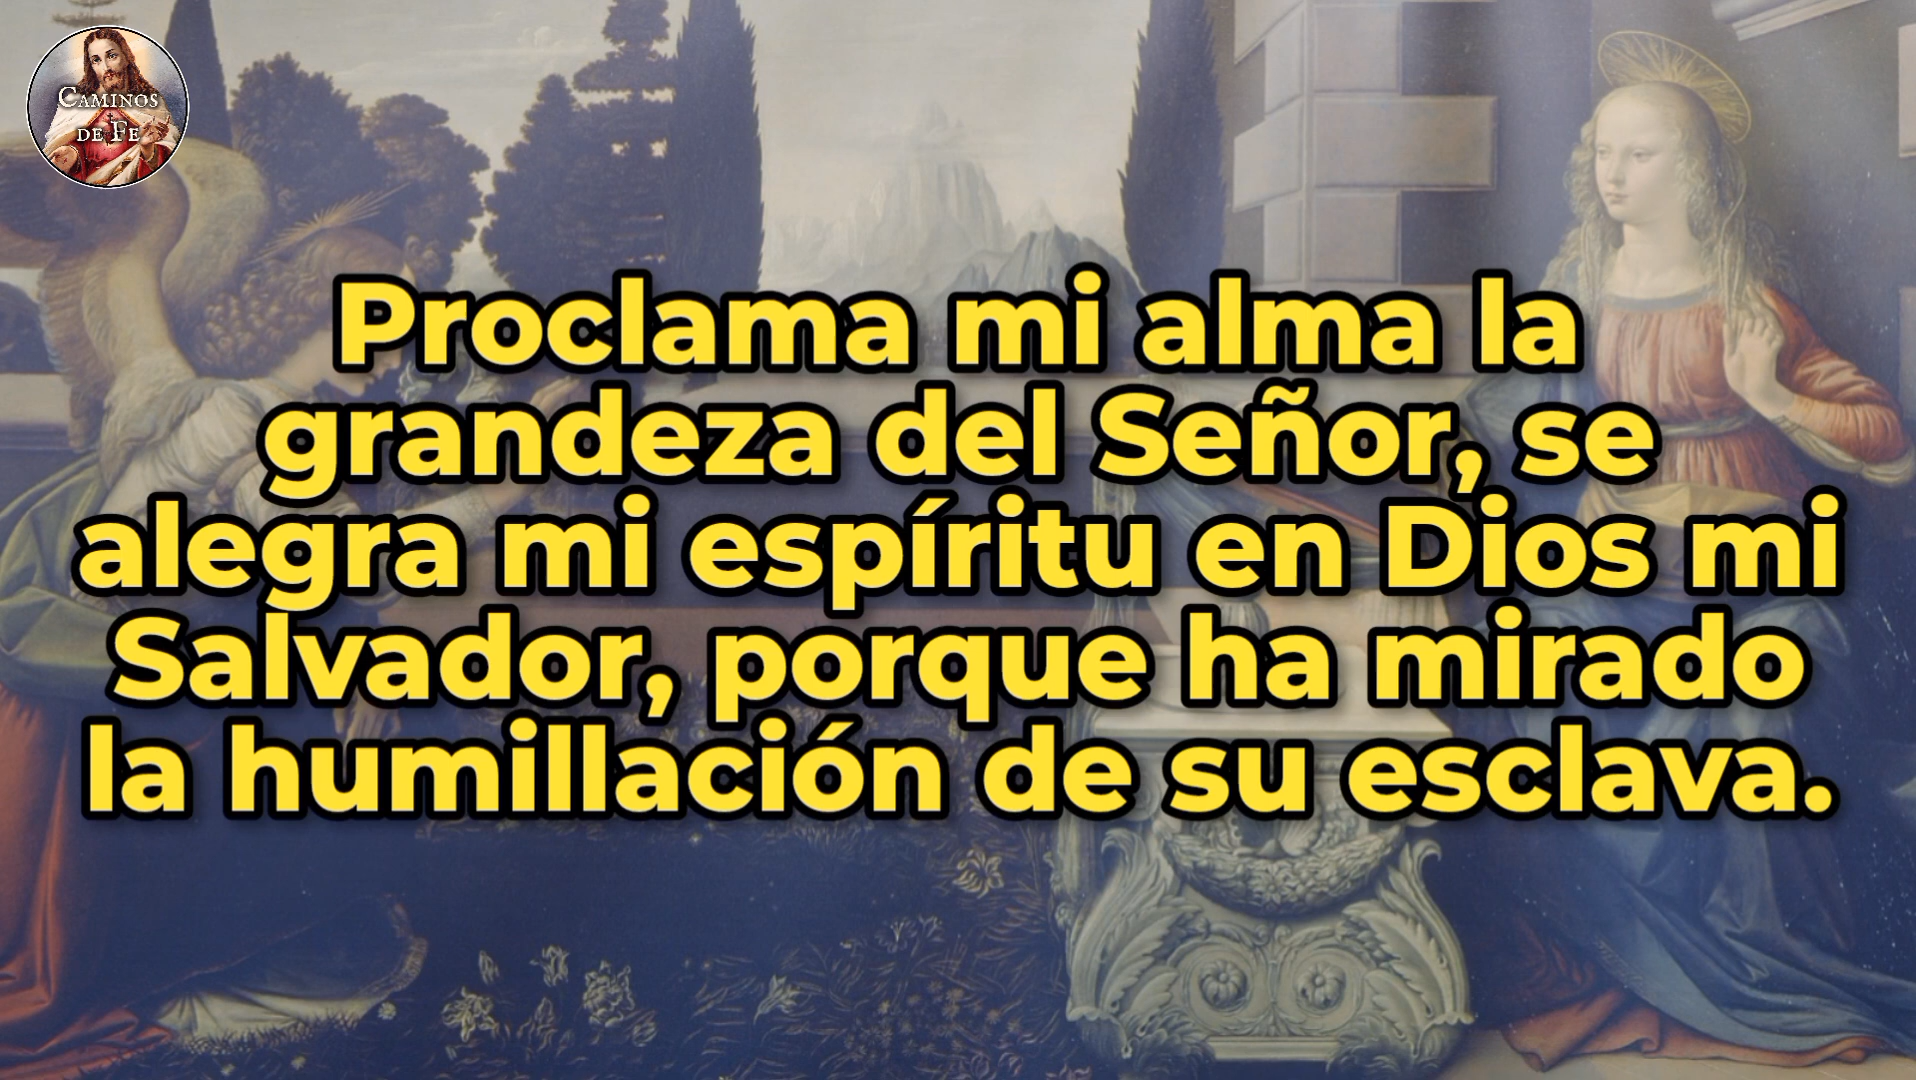 CAMINOS
DE FE
Proclama mi alma la
grandeza del Señor, se
alegra mi espíritu en Dios mi
Salvador, porque ha mirado
la humillación de su esclava.